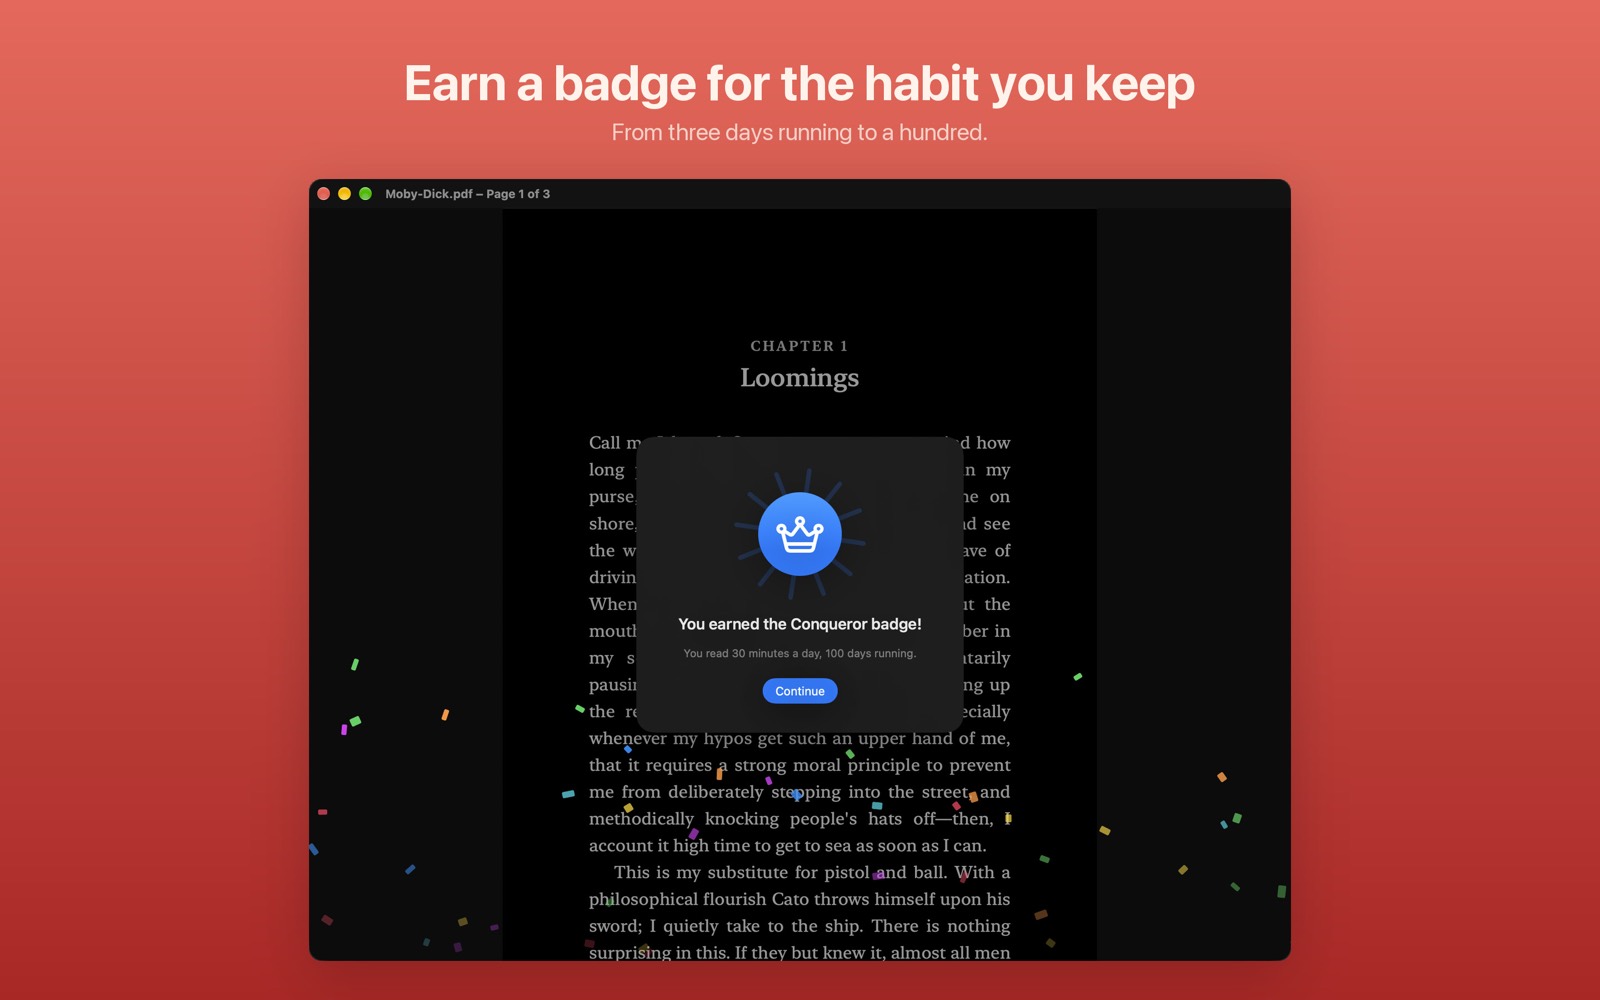 Earn a badge for the habit you keep
From three days running to a hundred.
Moby-Dick.pdf – Page 1 of 3
CHAPTER 1
Loomings
Call how
long my
purse, on
shore, see
the of
drivin ation.
When the
mouth ber in
my s ntarily
pausin ng up
the re ecially
You earned the Conqueror badge!
You read 30 minutes a day, 100 days running.
Continue
whenever my hypos get such an upper hand of me,
that it requires a strong moral principle to prevent
me from deliberately stepping into the street, and
methodically knocking people's hats off—then, I
account it high time to get to sea as soon as I can.
This is my substitute for pistol and ball. With a
philosophical flourish Cato throws himself upon his
sword; I quietly take to the ship. There is nothing
surprising in this. If they but knew it, almost all men